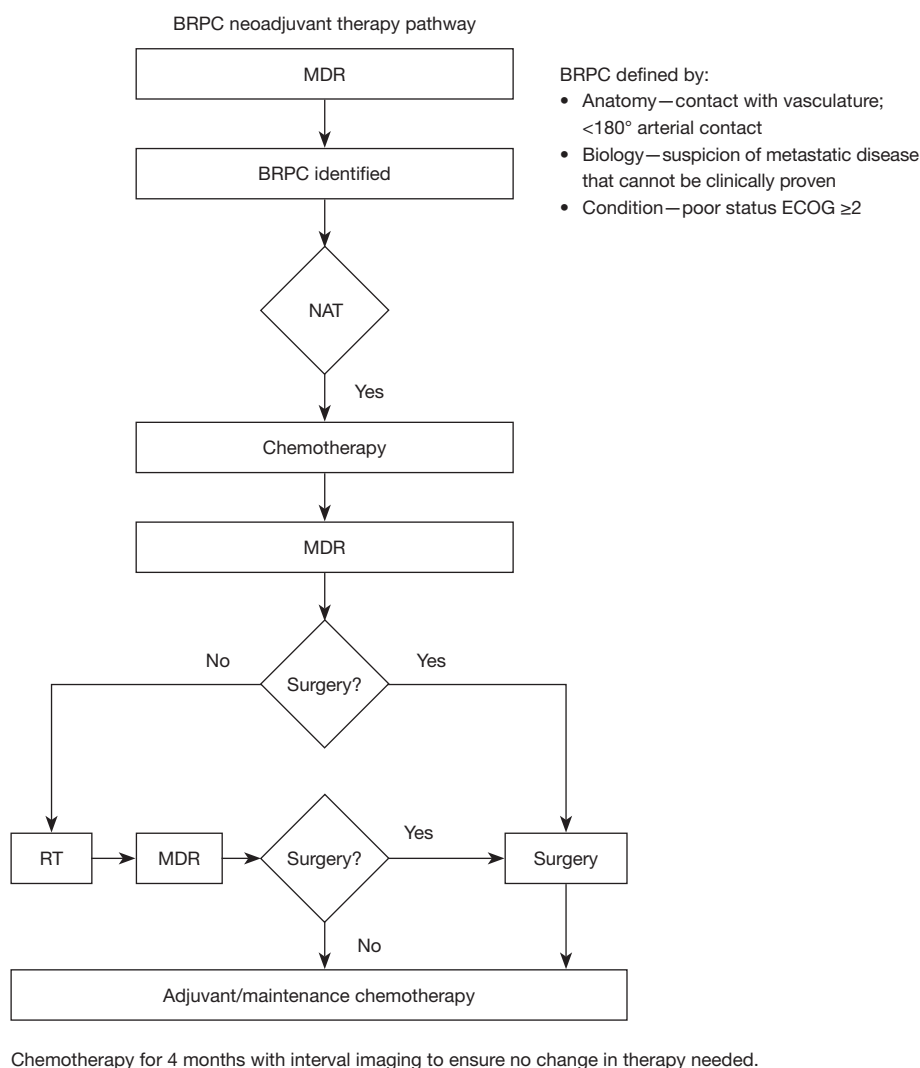 BRPC neoadjuvant therapy pathway
MDR
BRPC defined by:
• Anatomy—contact with vasculature;
<180° arterial contact
• Biology—suspicion of metastatic disease
that cannot be clinically proven
• Condition—poor status ECOG ≥2
BRPC identified
NAT
Yes
Chemotherapy
MDR
No
Yes
Surgery?
RT
MDR
Surgery?
Yes
Surgery
No
Adjuvant/maintenance chemotherapy
Chemotherapy for 4 months with interval imaging to ensure no change in therapy needed.